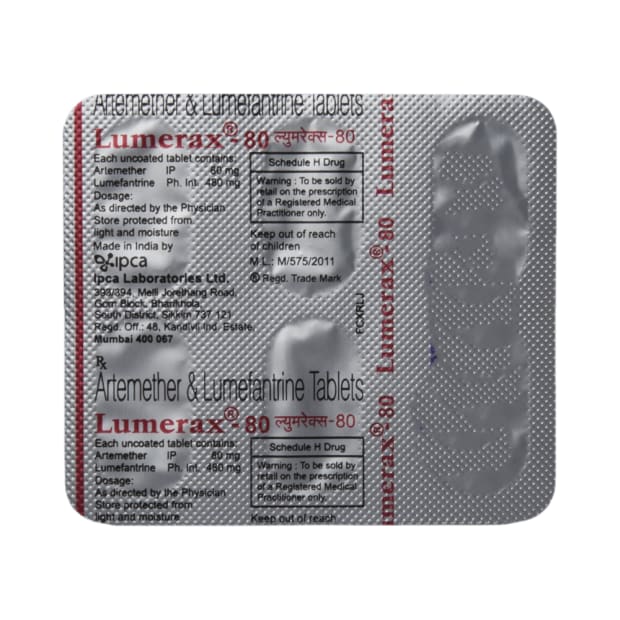 Artemether & Lumefantrine Tablets
Lumerax®-80 ल्युमरेक्स-80
Each uncoated tablet contains:
Artemether IP 80 mg
Lumefantrine Ph. Int. 480 mg
Dosage:
As directed by the Physician
Store protected from
light and moisture
Made in India by
ipca
Ipca Laboratories Ltd.
393/394, Melli Jorethang Road,
Gom Block, Bharikhola,
South District, Sikkim 737 121
Regd. Off.: 48, Kandivli Ind. Estate,
Mumbai 400 067
Schedule H Drug
Warning : To be sold by
retail on the prescription
of a Registered Medical
Practitioner only.
Keep out of reach
of children
M.L.: M/575/2011
® Regd. Trade Mark
FCXRLJ
Rx
Artemether & Lumefantrine Tablets
Lumerax®-80 ल्युमरेक्स-80
Each uncoated tablet contains:
Artemether IP 80 mg
Lumefantrine Ph. Int. 480 mg
Dosage:
As directed by the Physician
Store protected from
light and moisture
Schedule H Drug
Warning : To be sold by
retail on the prescription
of a Registered Medical
Practitioner only.
Keep out of reach
umerax®-80 Lumerax®-80 Lumera